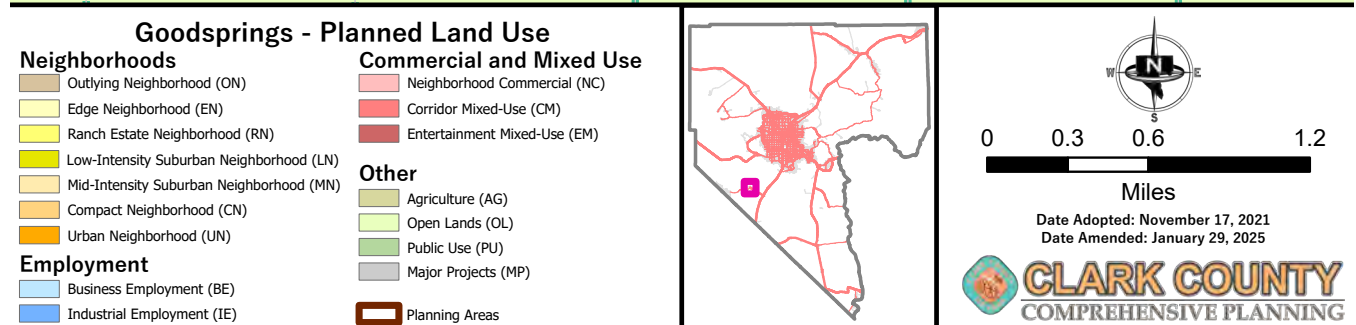 Goodsprings - Planned Land Use
Neighborhoods
Outlying Neighborhood (ON)
Edge Neighborhood (EN)
Ranch Estate Neighborhood (RN)
Low-Intensity Suburban Neighborhood (LN)
Mid-Intensity Suburban Neighborhood (MN)
Compact Neighborhood (CN)
Urban Neighborhood (UN)
Employment
Business Employment (BE)
Industrial Employment (IE)
Commercial and Mixed Use
Neighborhood Commercial (NC)
Corridor Mixed-Use (CM)
Entertainment Mixed-Use (EM)
Other
Agriculture (AG)
Open Lands (OL)
Public Use (PU)
Major Projects (MP)
Planning Areas
W N E
S
0 0.3 0.6 1.2
Miles
Date Adopted: November 17, 2021
Date Amended: January 29, 2025
CLARK COUNTY
COMPREHENSIVE PLANNING